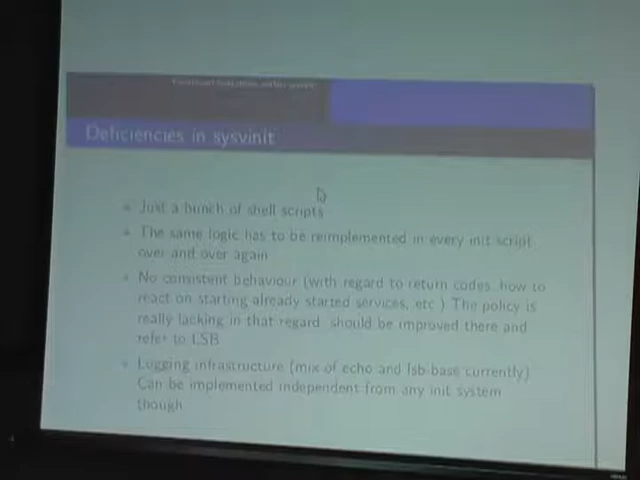 Deficiencies in sysvinit
Just a bunch of shell scripts
The same logic has to be reimplemented in every init script
over and over again
No consistent behaviour (with regard to return codes, how to
react on starting already started services, etc.) The policy is
really lacking in that regard, should be improved there and
refer to LSB
Logging infrastructure (mix of echo and lsb-base currently)
Can be implemented independent from any init system
though